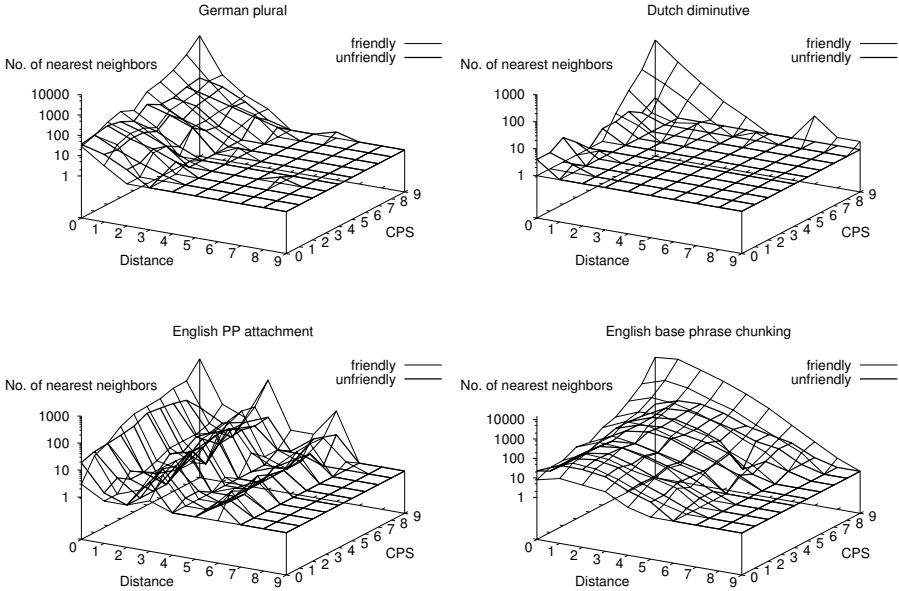 German plural
friendly
unfriendly
No. of nearest neighbors
10000
1000
100
10
1
0 1 2 3 4 5 6 7 8 9
Distance
0 1 2 3 4 5 6 7 8 9
CPS
Dutch diminutive
friendly
unfriendly
No. of nearest neighbors
1000
100
10
1
0 1 2 3 4 5 6 7 8 9
Distance
0 1 2 3 4 5 6 7 8 9
CPS
English PP attachment
friendly
unfriendly
No. of nearest neighbors
1000
100
10
1
0 1 2 3 4 5 6 7 8 9
Distance
0 1 2 3 4 5 6 7 8 9
CPS
English base phrase chunking
friendly
unfriendly
No. of nearest neighbors
10000
1000
100
10
1
0 1 2 3 4 5 6 7 8 9
Distance
0 1 2 3 4 5 6 7 8 9
CPS